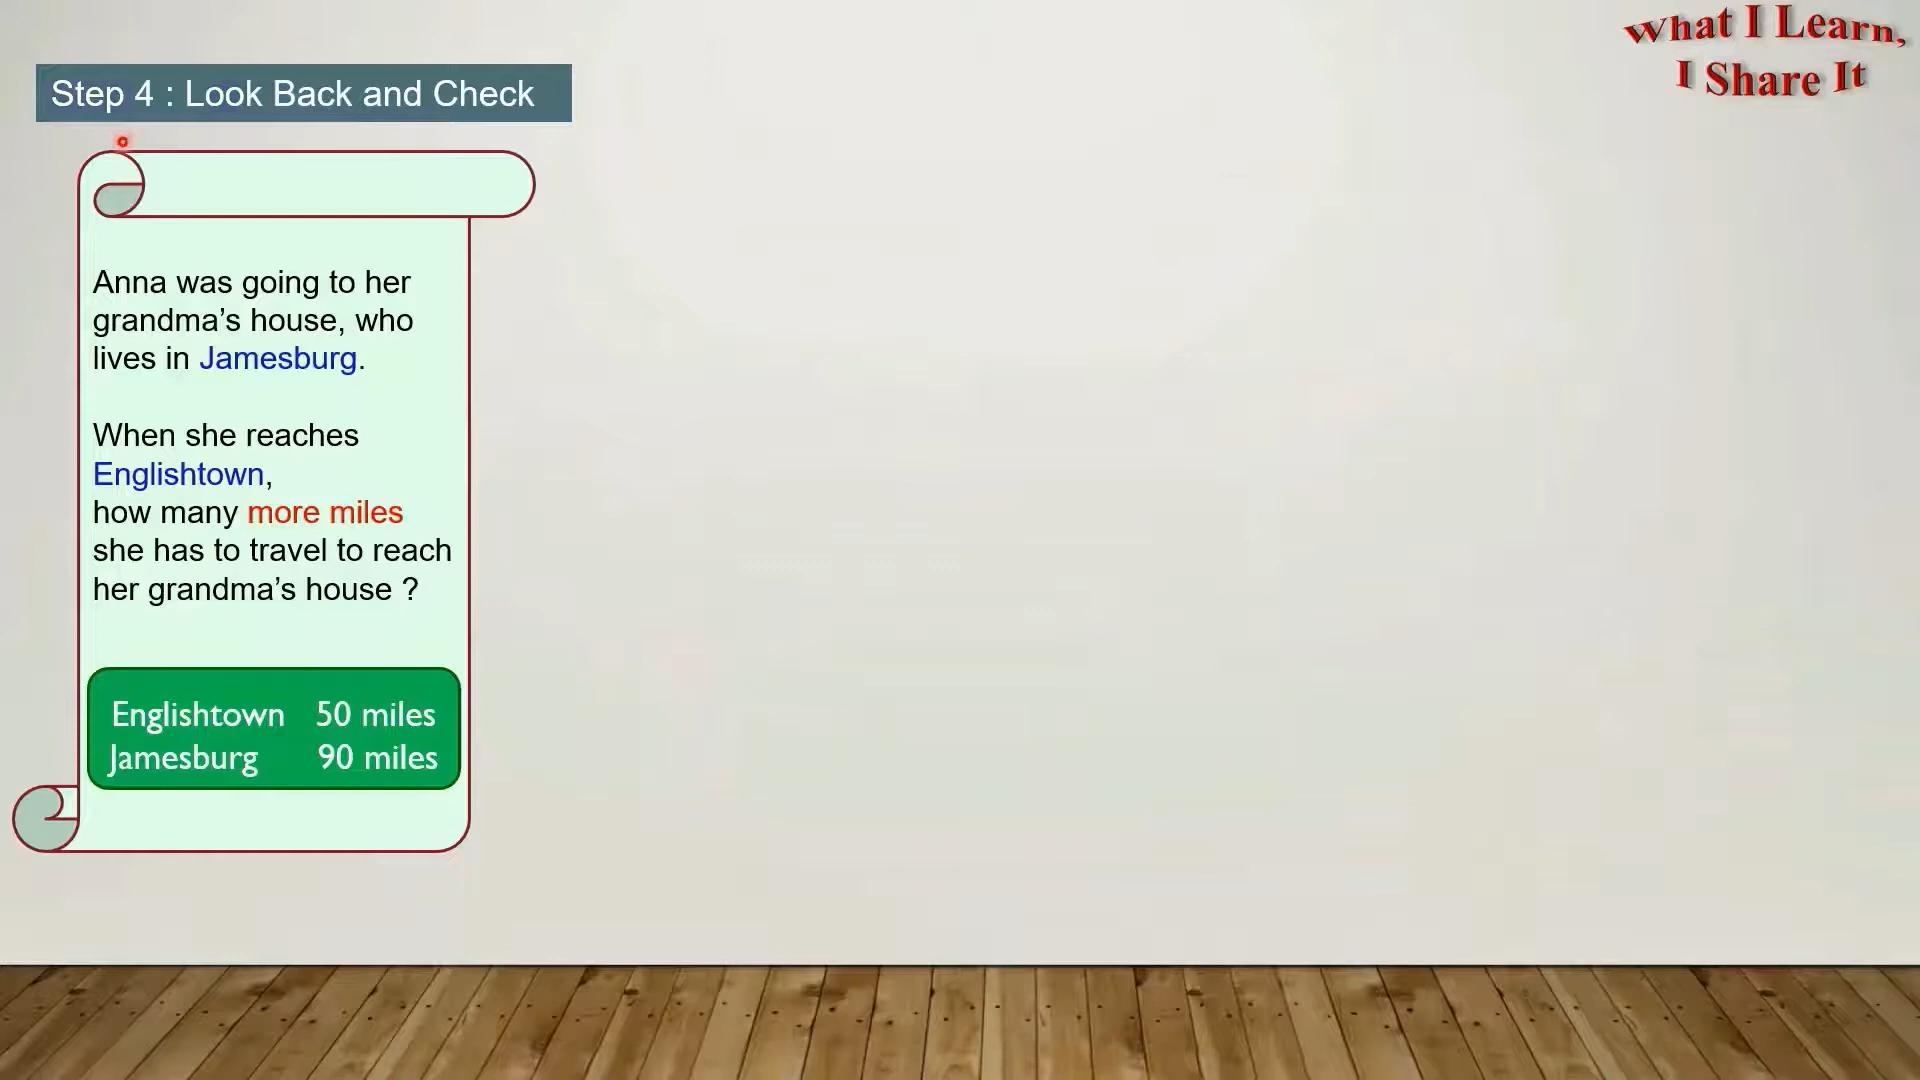 What I Learn,
I Share It
Step 4 : Look Back and Check
Anna was going to her
grandma’s house, who
lives in Jamesburg.
When she reaches
Englishtown,
how many more miles
she has to travel to reach
her grandma’s house ?
Englishtown 50 miles
Jamesburg 90 miles